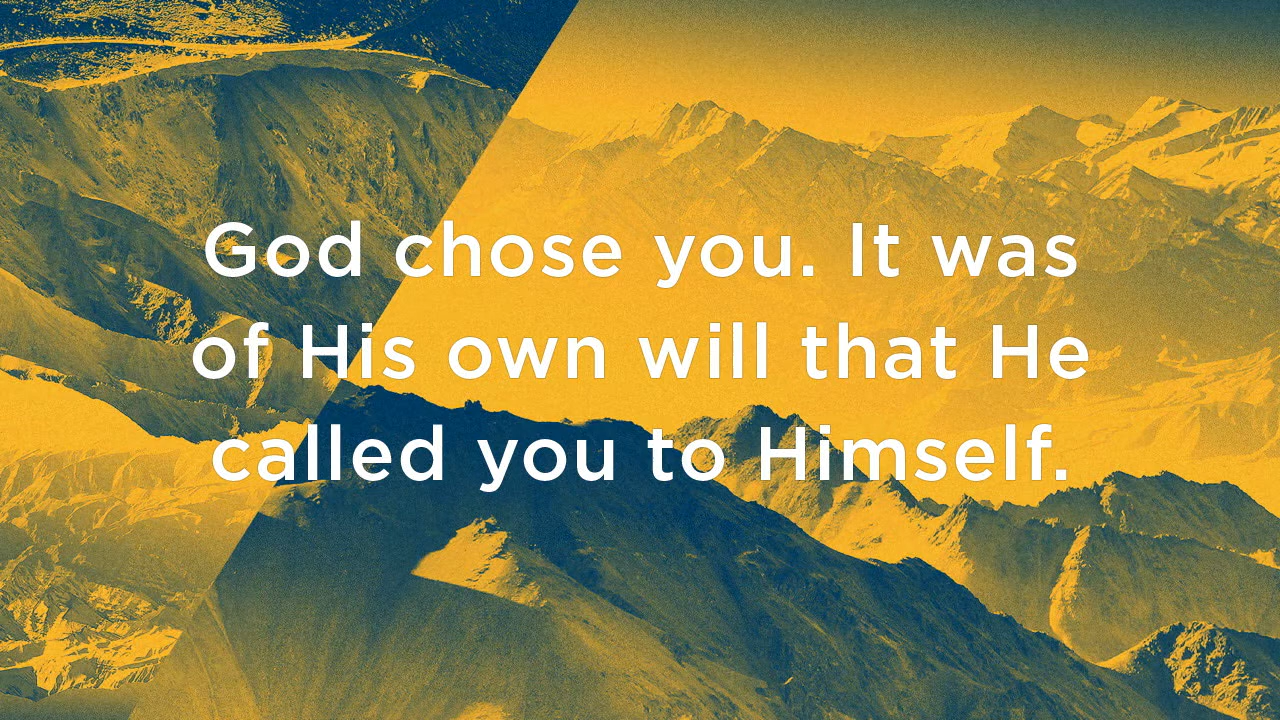 God chose you. It was
of His own will that He
called you to Himself.